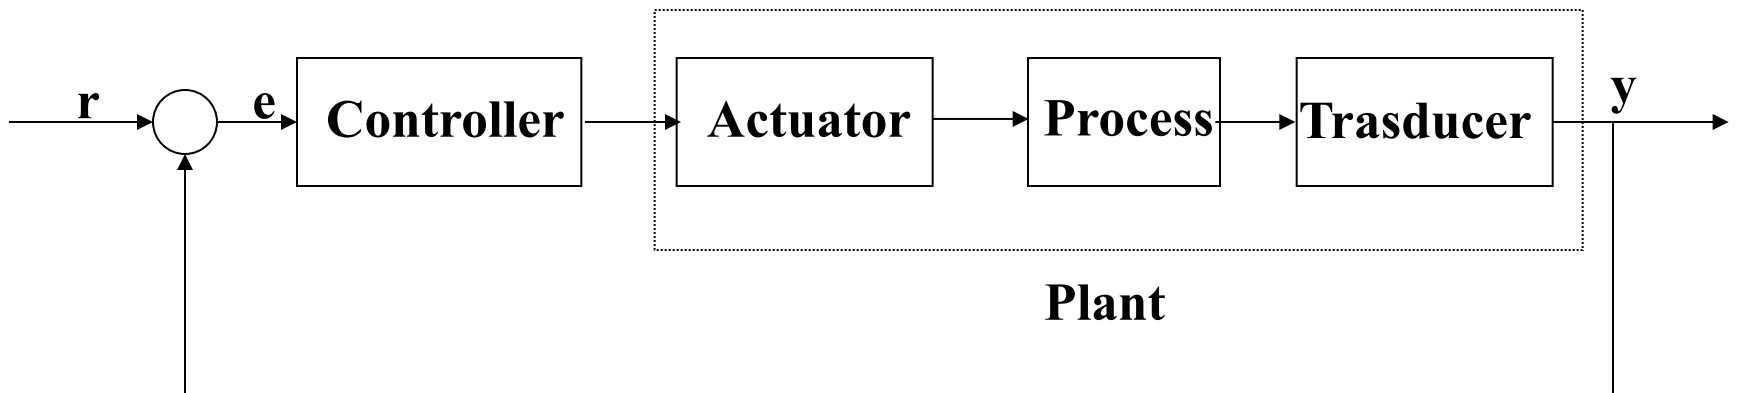 r
e
Controller
Actuator
Process
Trasducer
y
Plant